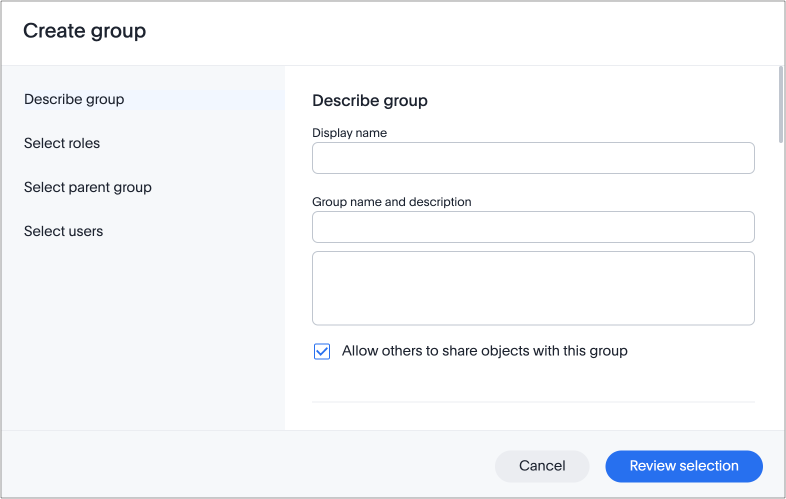 Create group
Describe group
Select roles
Select parent group
Select users
Describe group
Display name
Group name and description
Allow others to share objects with this group
Cancel
Review selection